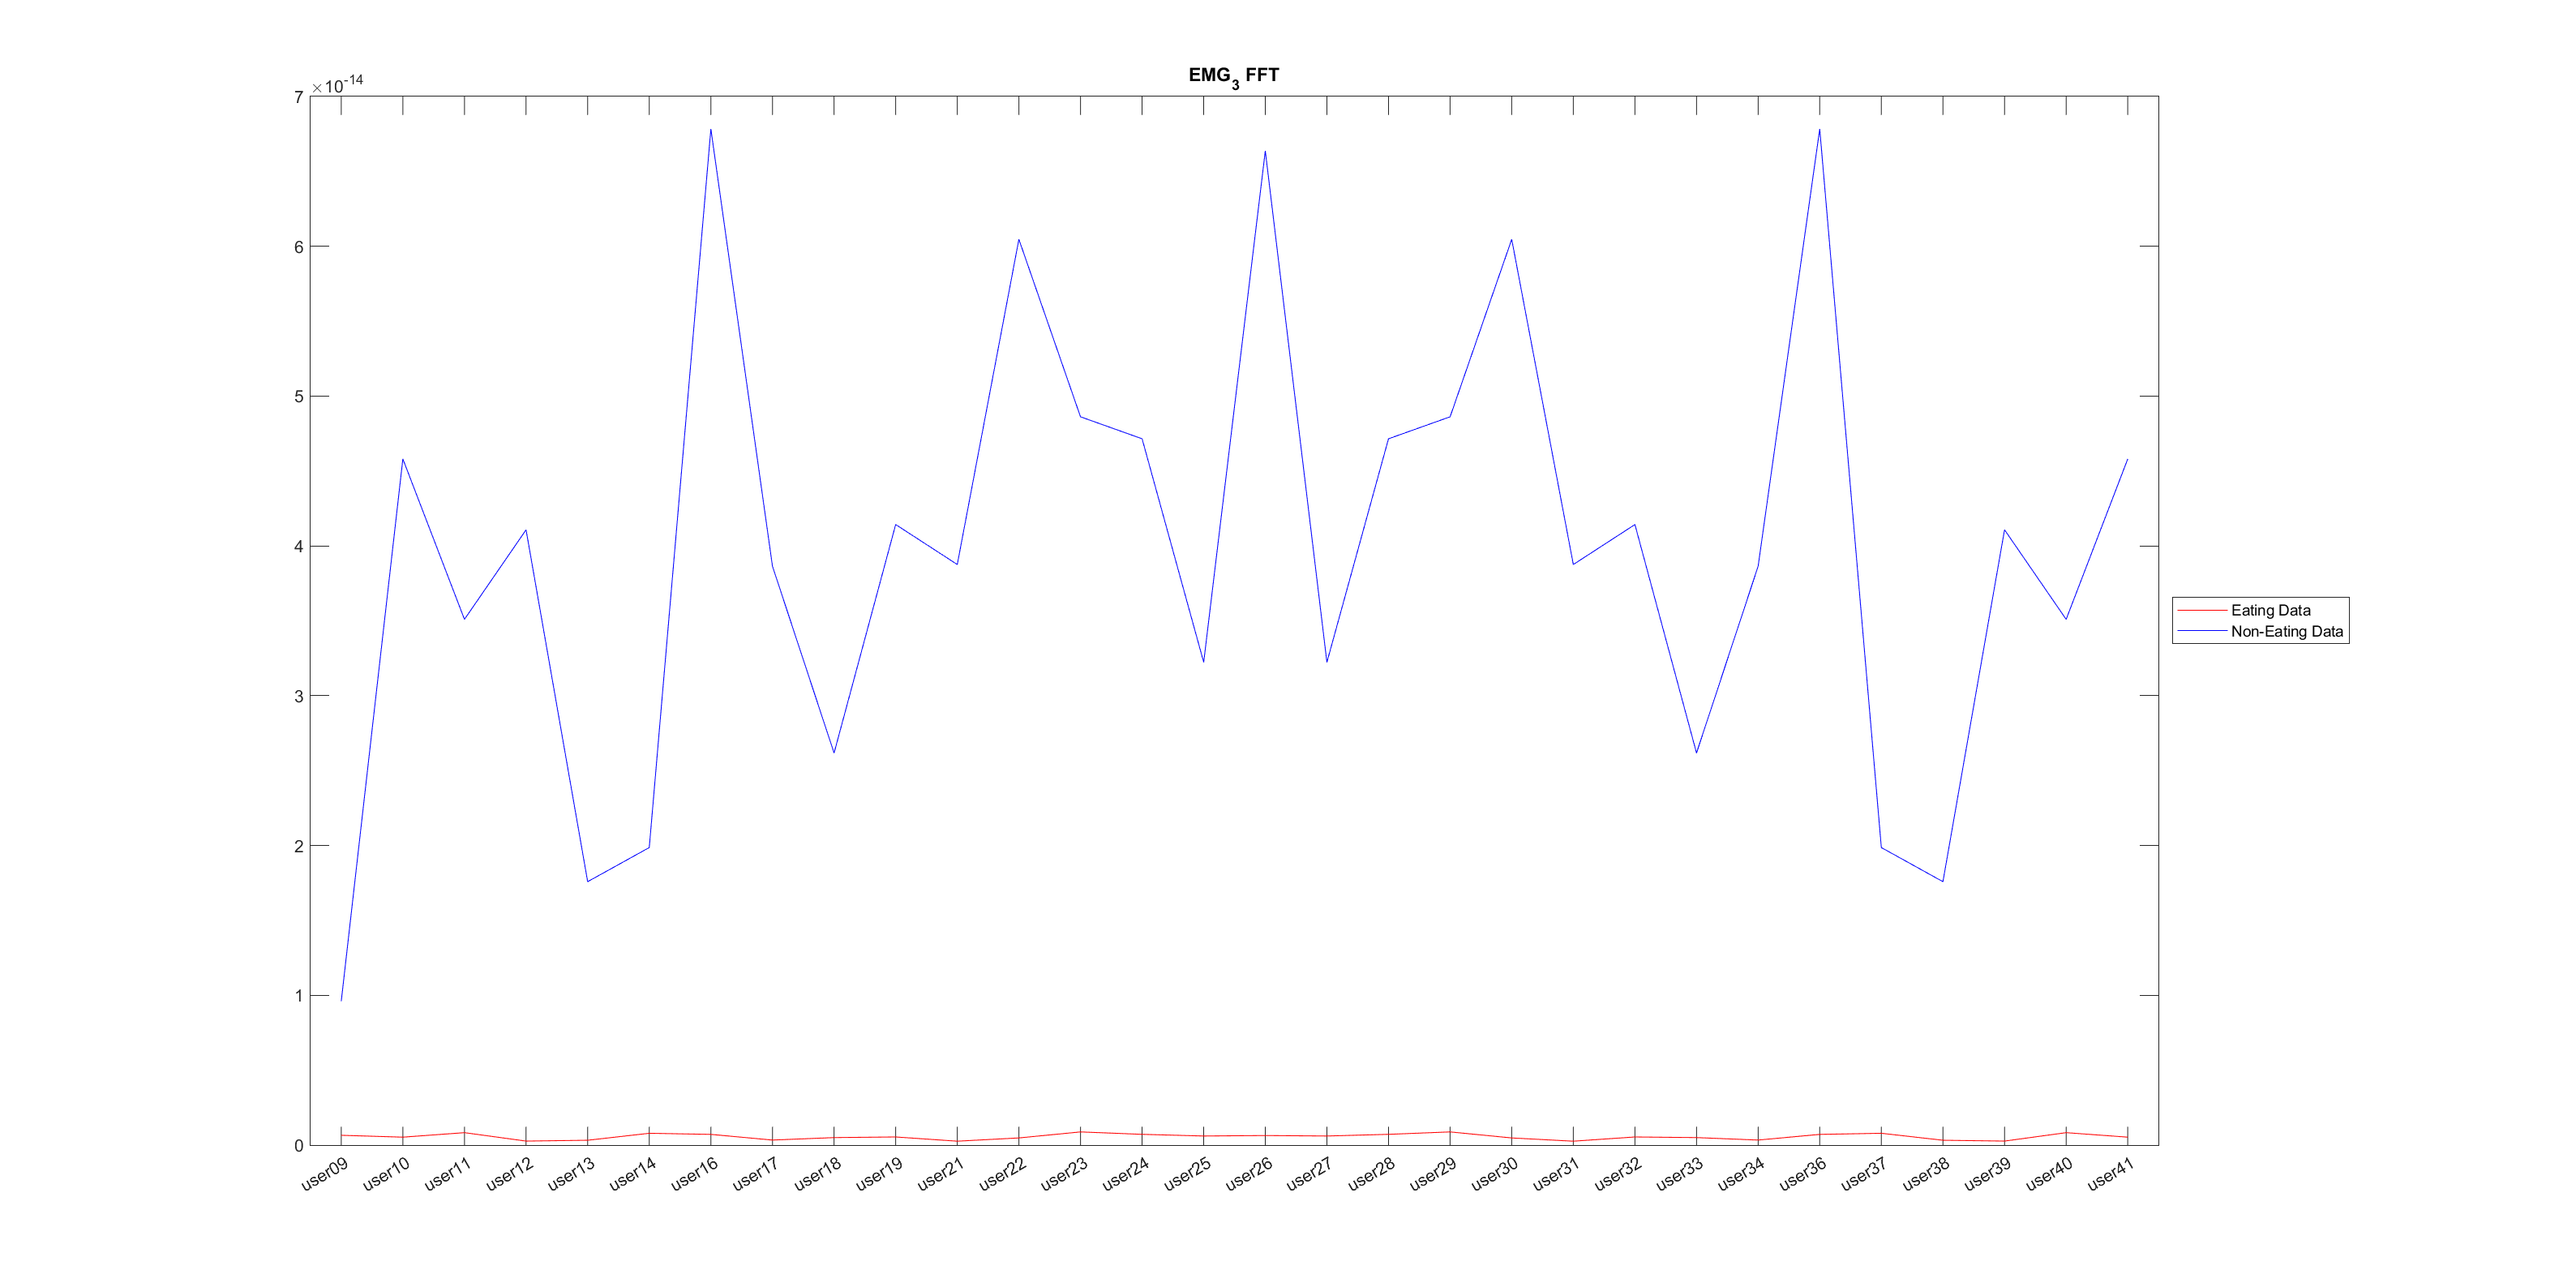 EMG3 FFT
×10-14
7
6
5
4
3
2
1
0
user09 user10 user11 user12 user13 user14 user16 user17 user18 user19 user21 user22 user23 user24 user25 user26 user27 user28 user29 user30 user31 user32 user33 user34 user36 user37 user38 user39 user40 user41
Eating Data
Non-Eating Data